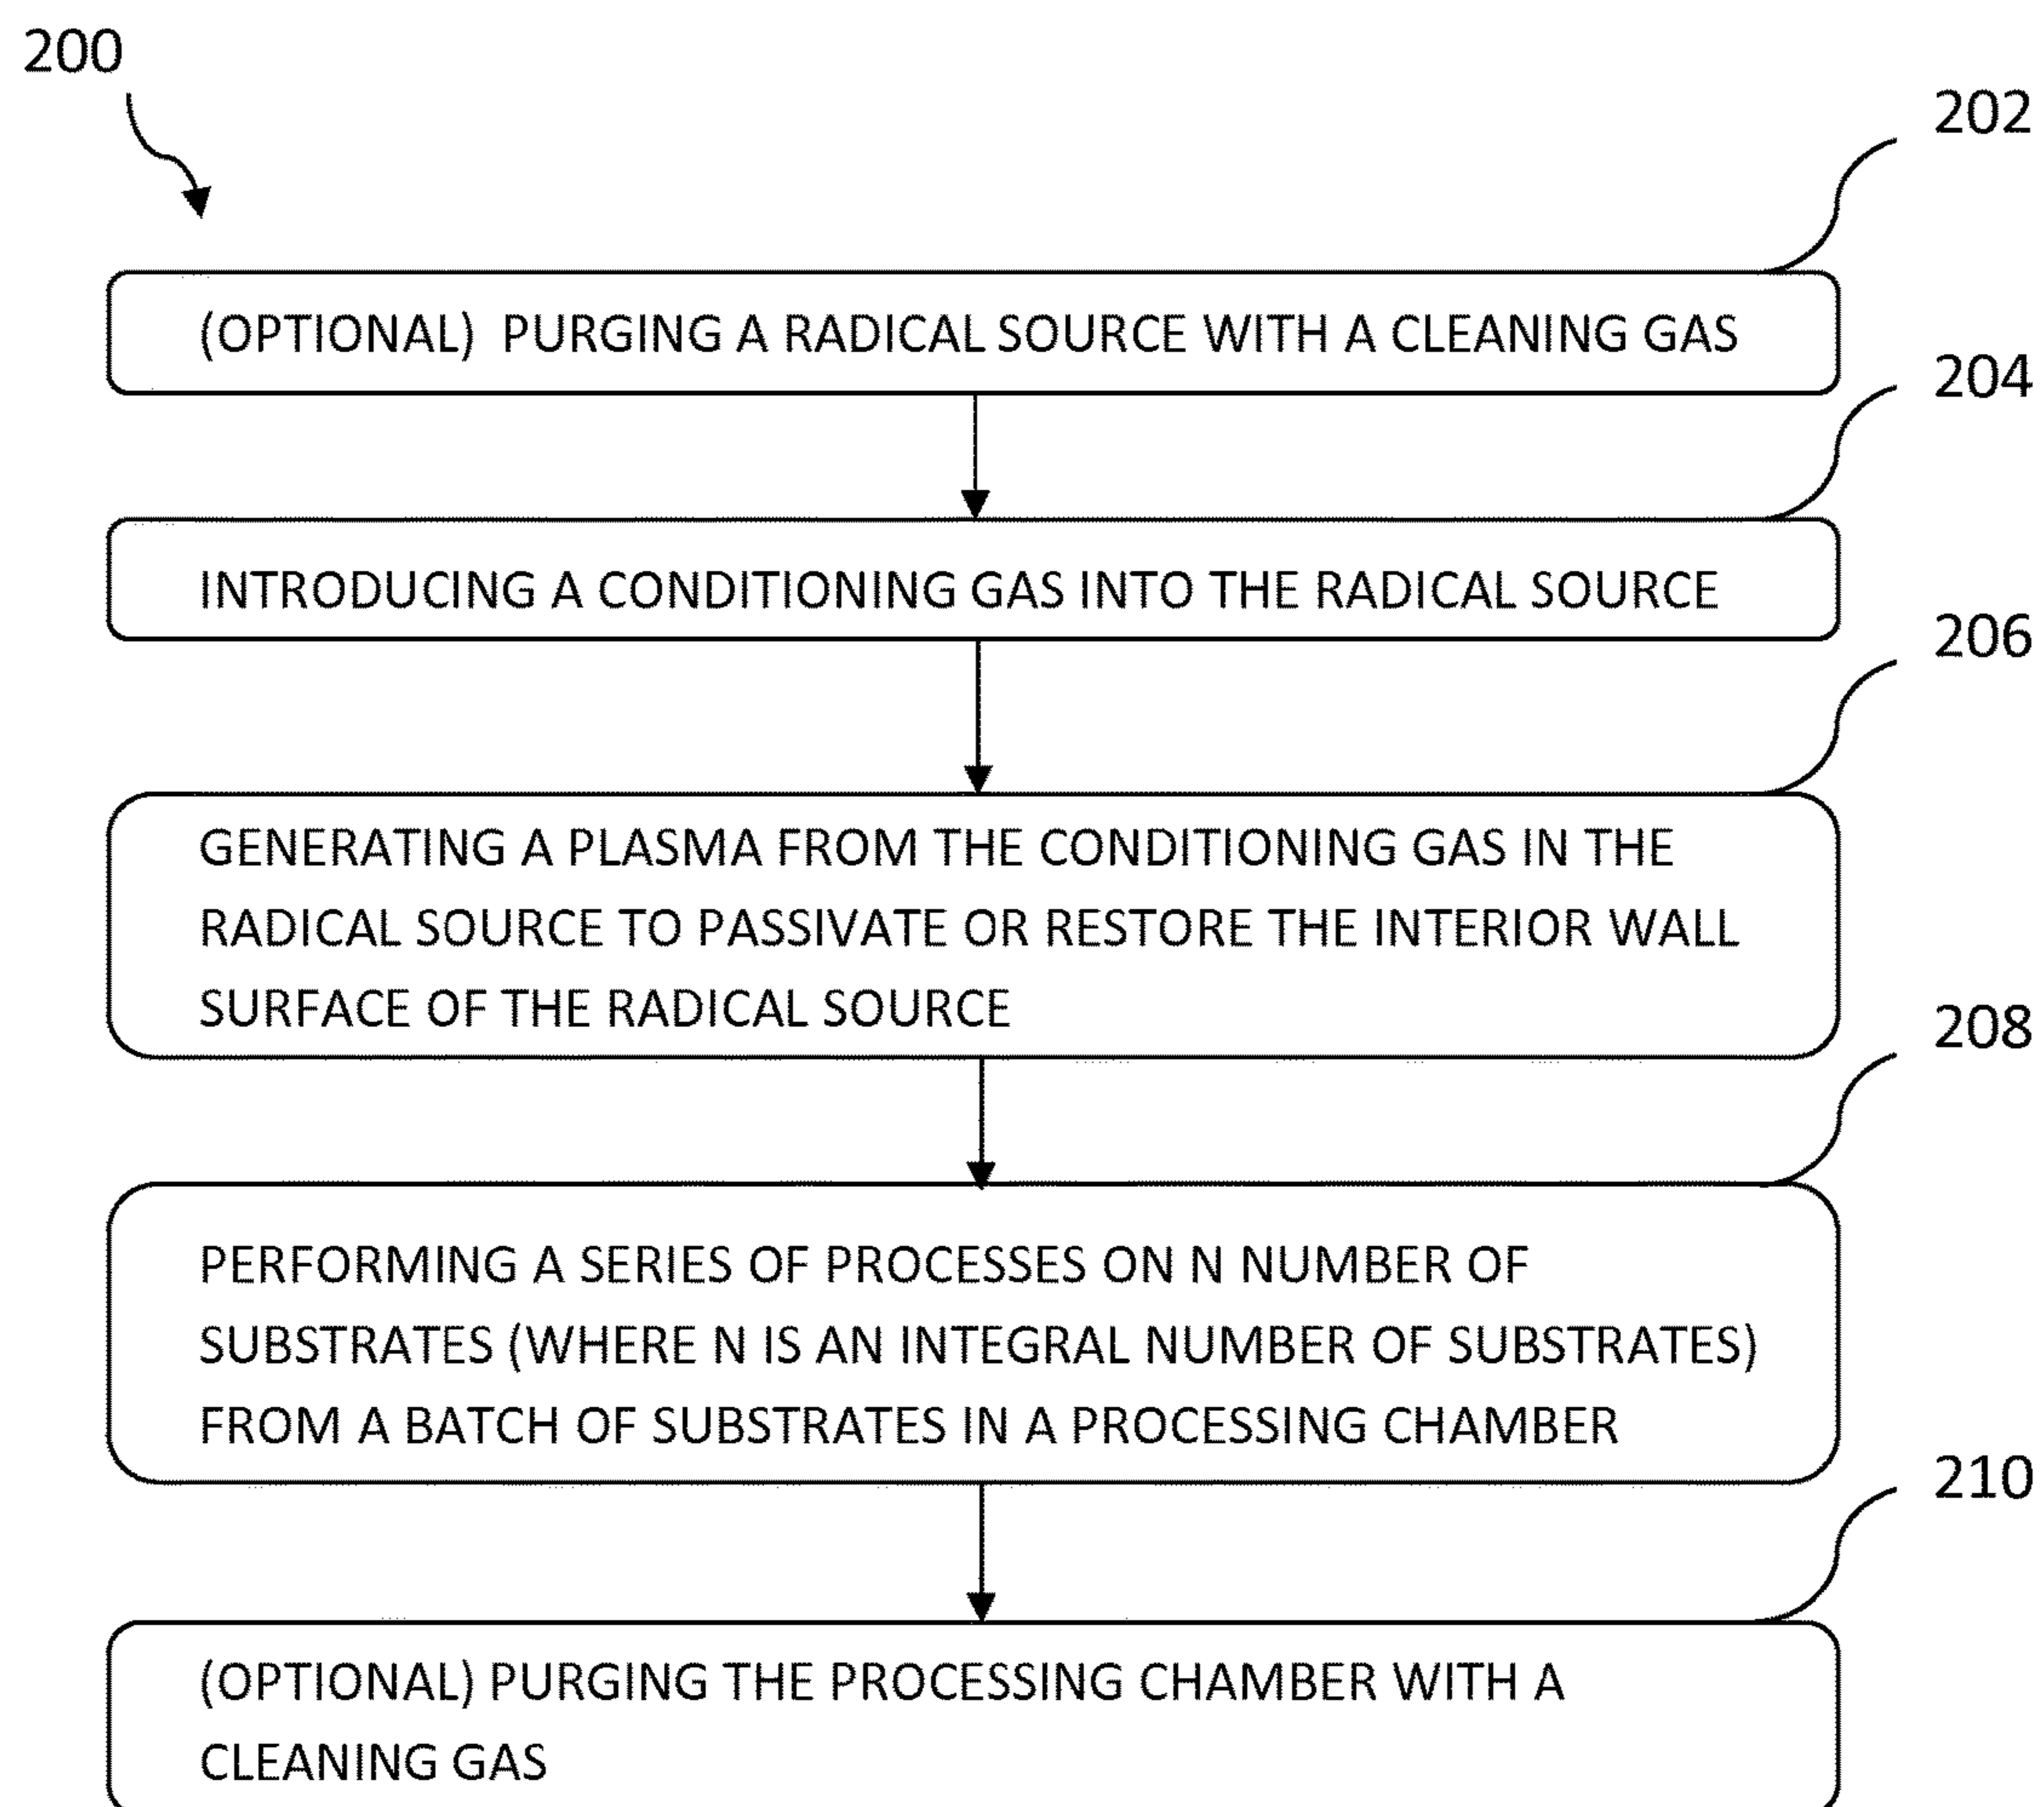 200
202
(OPTIONAL) PURGING A RADICAL SOURCE WITH A CLEANING GAS
204
INTRODUCING A CONDITIONING GAS INTO THE RADICAL SOURCE
206
GENERATING A PLASMA FROM THE CONDITIONING GAS IN THE
RADICAL SOURCE TO PASSIVATE OR RESTORE THE INTERIOR WALL
SURFACE OF THE RADICAL SOURCE
208
PERFORMING A SERIES OF PROCESSES ON N NUMBER OF
SUBSTRATES (WHERE N IS AN INTEGRAL NUMBER OF SUBSTRATES)
FROM A BATCH OF SUBSTRATES IN A PROCESSING CHAMBER
210
(OPTIONAL) PURGING THE PROCESSING CHAMBER WITH A
CLEANING GAS